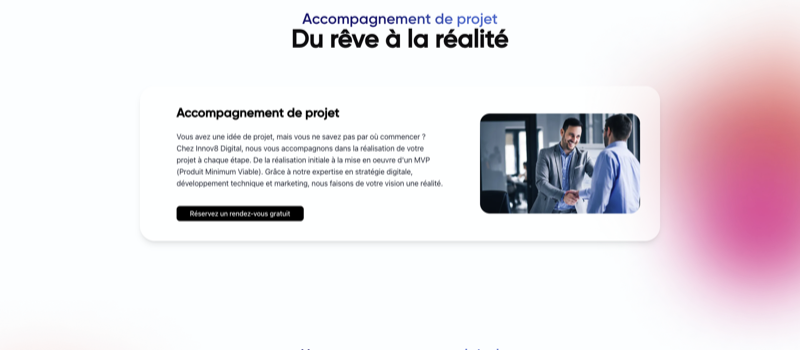 Accompagnement de projet
Du rêve à la réalité
Accompagnement de projet
Vous avez une idée de projet, mais vous ne savez pas par où commencer ?
Chez Innov8 Digital, nous vous accompagnons dans la réalisation de votre
projet à chaque étape. De la réalisation initiale à la mise en oeuvre d'un MVP
(Produit Minimum Viable). Grâce à notre expertise en stratégie digitale,
développement technique et marketing, nous faisons de votre vision une réalité.
Réservez un rendez-vous gratuit